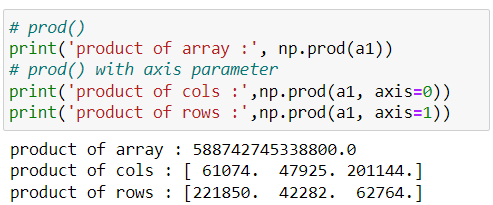 # prod()
print('product of array :', np.prod(a1))
# prod() with axis parameter
print('product of cols :',np.prod(a1, axis=0))
print('product of rows :',np.prod(a1, axis=1))
product of array : 588742745338800.0
product of cols : [ 61074.  47925. 201144.]
product of rows : [221850.  42282.  62764.]